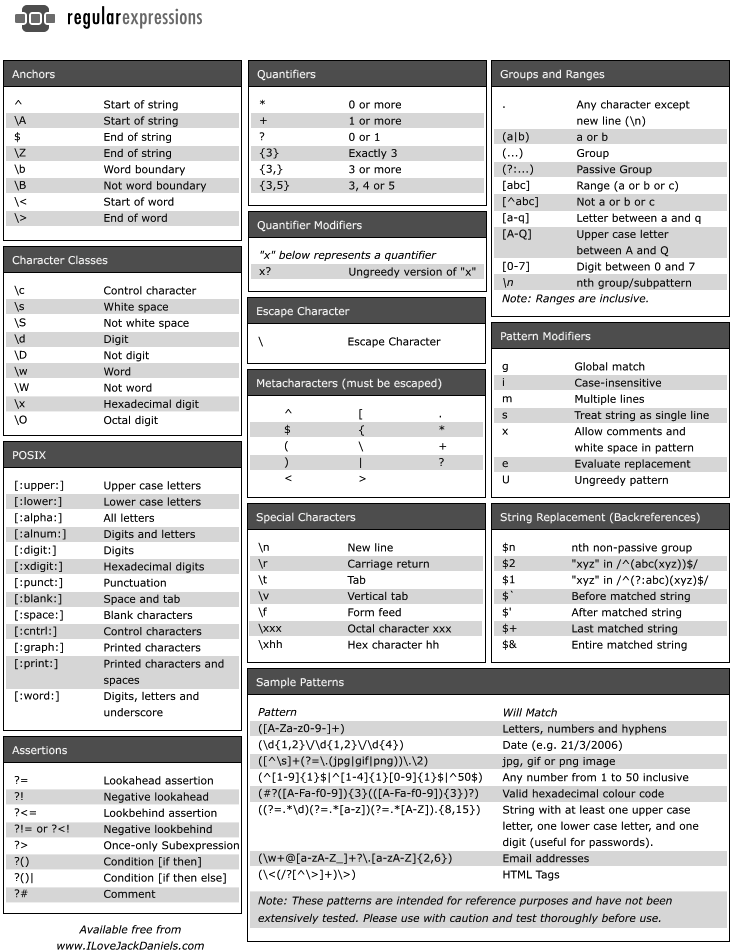 regularexpressions
Anchors
^ Start of string
\A Start of string
$ End of string
\Z End of string
\b Word boundary
\B Not word boundary
\< Start of word
\> End of word
Character Classes
\c Control character
\s White space
\S Not white space
\d Digit
\D Not digit
\w Word
\W Not word
\x Hexadecimal digit
\O Octal digit
POSIX
[:upper:] Upper case letters
[:lower:] Lower case letters
[:alpha:] All letters
[:alnum:] Digits and letters
[:digit:] Digits
[:xdigit:] Hexadecimal digits
[:punct:] Punctuation
[:blank:] Space and tab
[:space:] Blank characters
[:cntrl:] Control characters
[:graph:] Printed characters
[:print:] Printed characters and
spaces
[:word:] Digits, letters and
underscore
Assertions
?= Lookahead assertion
?! Negative lookahead
?<= Lookbehind assertion
?!= or ?<! Negative lookbehind
?> Once-only Subexpression
?() Condition [if then]
?()| Condition [if then else]
?# Comment
Available free from
www.ILoveJackDaniels.com
Quantifiers
* 0 or more
+ 1 or more
? 0 or 1
{3} Exactly 3
{3,} 3 or more
{3,5} 3, 4 or 5
Quantifier Modifiers
"x" below represents a quantifier
x? Ungreedy version of "x"
Escape Character
\ Escape Character
Metacharacters (must be escaped)
^ [ .
$ { *
( \ +
) | ?
< >
Special Characters
\n New line
\r Carriage return
\t Tab
\v Vertical tab
\f Form feed
\xxx Octal character xxx
\xhh Hex character hh
Groups and Ranges
. Any character except
new line (\n)
(a|b) a or b
(...) Group
(?:...) Passive Group
[abc] Range (a or b or c)
[^abc] Not a or b or c
[a-q] Letter between a and q
[A-Q] Upper case letter
between A and Q
[0-7] Digit between 0 and 7
\n nth group/subpattern
Note: Ranges are inclusive.
Pattern Modifiers
g Global match
i Case-insensitive
m Multiple lines
s Treat string as single line
x Allow comments and
white space in pattern
e Evaluate replacement
U Ungreedy pattern
String Replacement (Backreferences)
$n nth non-passive group
$2 "xyz" in /^(abc(xyz))$/
$1 "xyz" in /^(?:abc)(xyz)$/
$` Before matched string
$' After matched string
$+ Last matched string
$& Entire matched string
Sample Patterns
Pattern Will Match
([A-Za-z0-9-]+) Letters, numbers and hyphens
(\d{1,2}\/\d{1,2}\/\d{4}) Date (e.g. 21/3/2006)
([^\s]+(?=\.(jpg|gif|png))\.\2) jpg, gif or png image
(^[1-9]{1}$|^[1-4]{1}[0-9]{1}$|^50$) Any number from 1 to 50 inclusive
(#?([A-Fa-f0-9]){3}(([A-Fa-f0-9]){3})?) Valid hexadecimal colour code
((?=.*\d)(?=.*[a-z])(?=.*[A-Z]).{8,15}) String with at least one upper case
letter, one lower case letter, and one
digit (useful for passwords).
(\w+@[a-zA-Z_]+?\.[a-zA-Z]{2,6}) Email addresses
(\<(/?[^\>]+)\>) HTML Tags
Note: These patterns are intended for reference purposes and have not been
extensively tested. Please use with caution and test thoroughly before use.